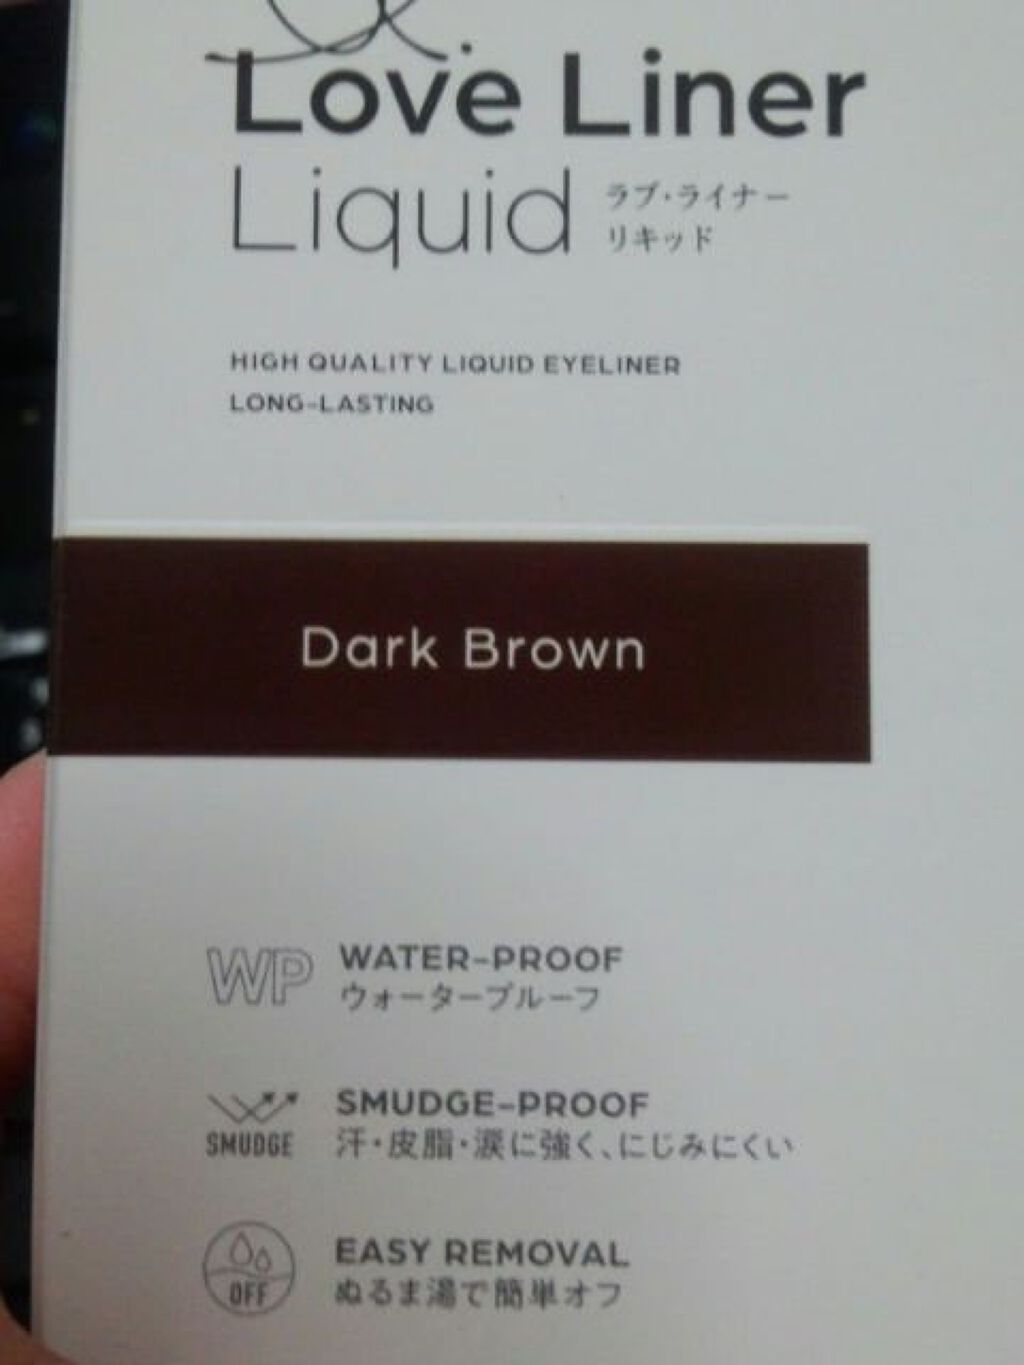 Love Liner
Liquid
ラブ・ライナー
リキッド
HIGH QUALITY LIQUID EYELINER
LONG-LASTING
Dark Brown
WP
WATER-PROOF
ウォータープルーフ
SMUDGE
SMUDGE-PROOF
汗・皮脂・涙に強く、にじみにくい
OFF
EASY REMOVAL
ぬるま湯で簡単オフ